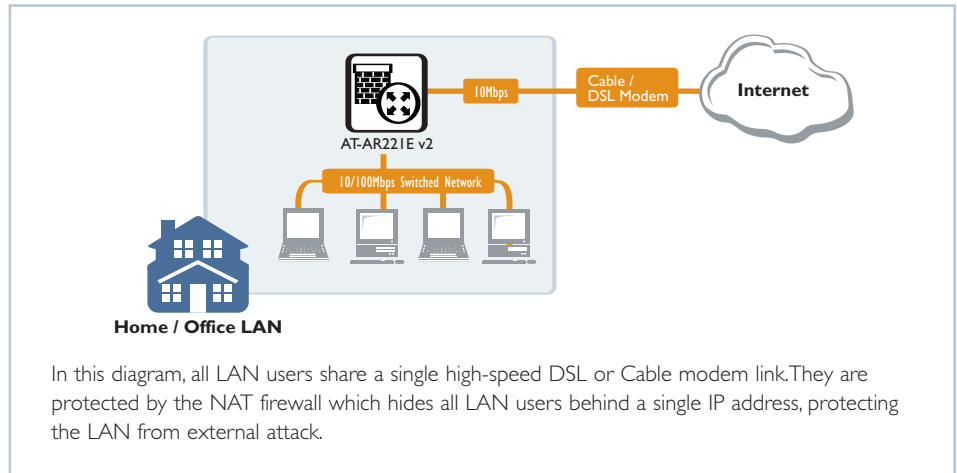 10Mbps
Cable /
DSL Modem
Internet
AT-AR221E v2
10/100Mbps Switched Network
Home / Office LAN
In this diagram, all LAN users share a single high-speed DSL or Cable modem link.They are
protected by the NAT firewall which hides all LAN users behind a single IP address, protecting
the LAN from external attack.